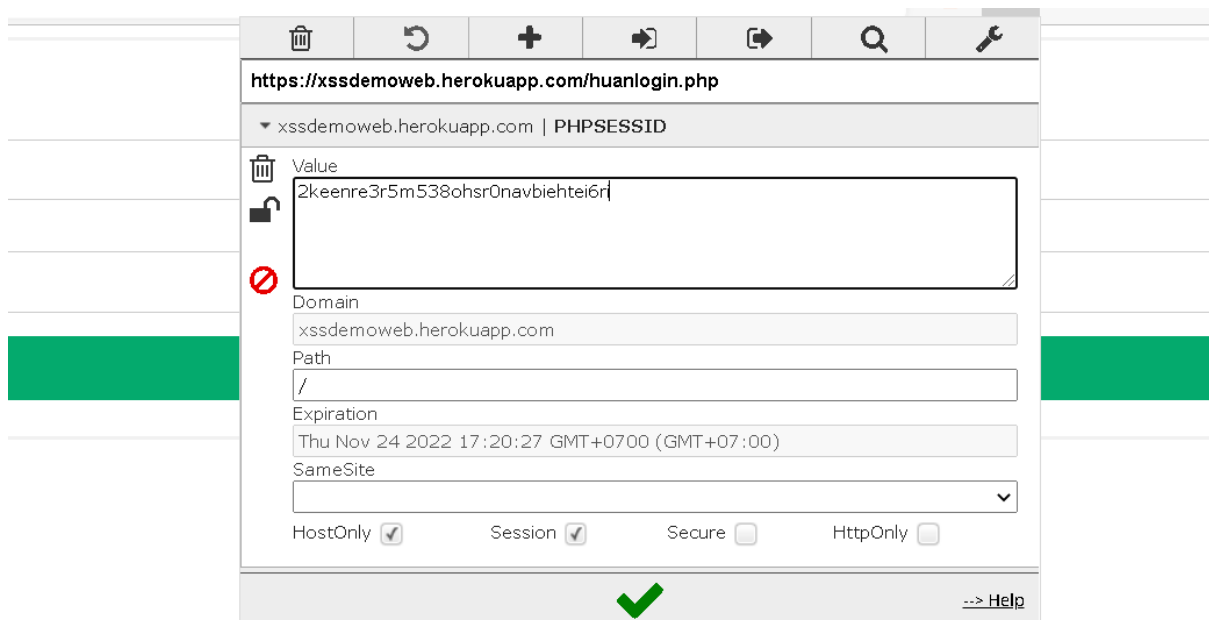 https://xssdemoweb.herokuapp.com/huanlogin.php
xssdemoweb.herokuapp.com | PHPSESSID
Value
2keenre3r5m538ohsr0navbiehtei6ri
Domain
xssdemoweb.herokuapp.com
Path
/
Expiration
Thu Nov 24 2022 17:20:27 GMT+0700 (GMT+07:00)
SameSite
HostOnly Session Secure HttpOnly
--> Help